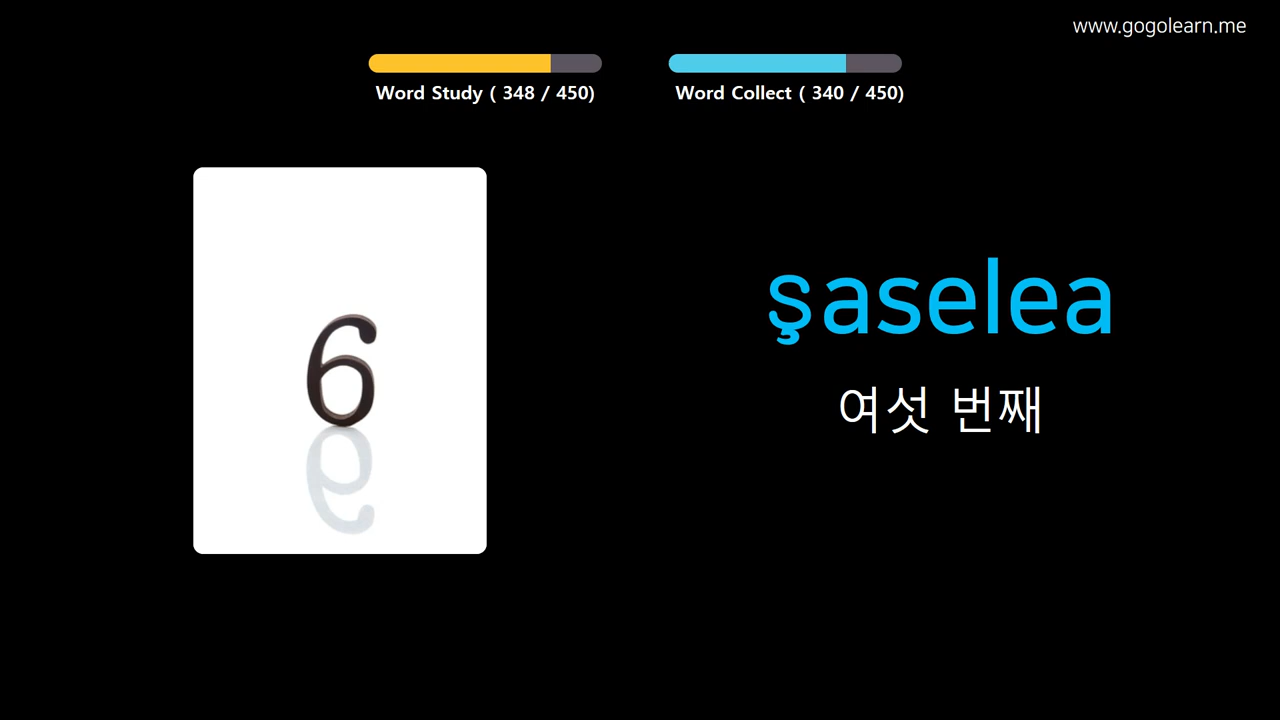 www.gogolearn.me
Word Study ( 348 / 450)
Word Collect ( 340 / 450)
6
şaselea
여섯 번째